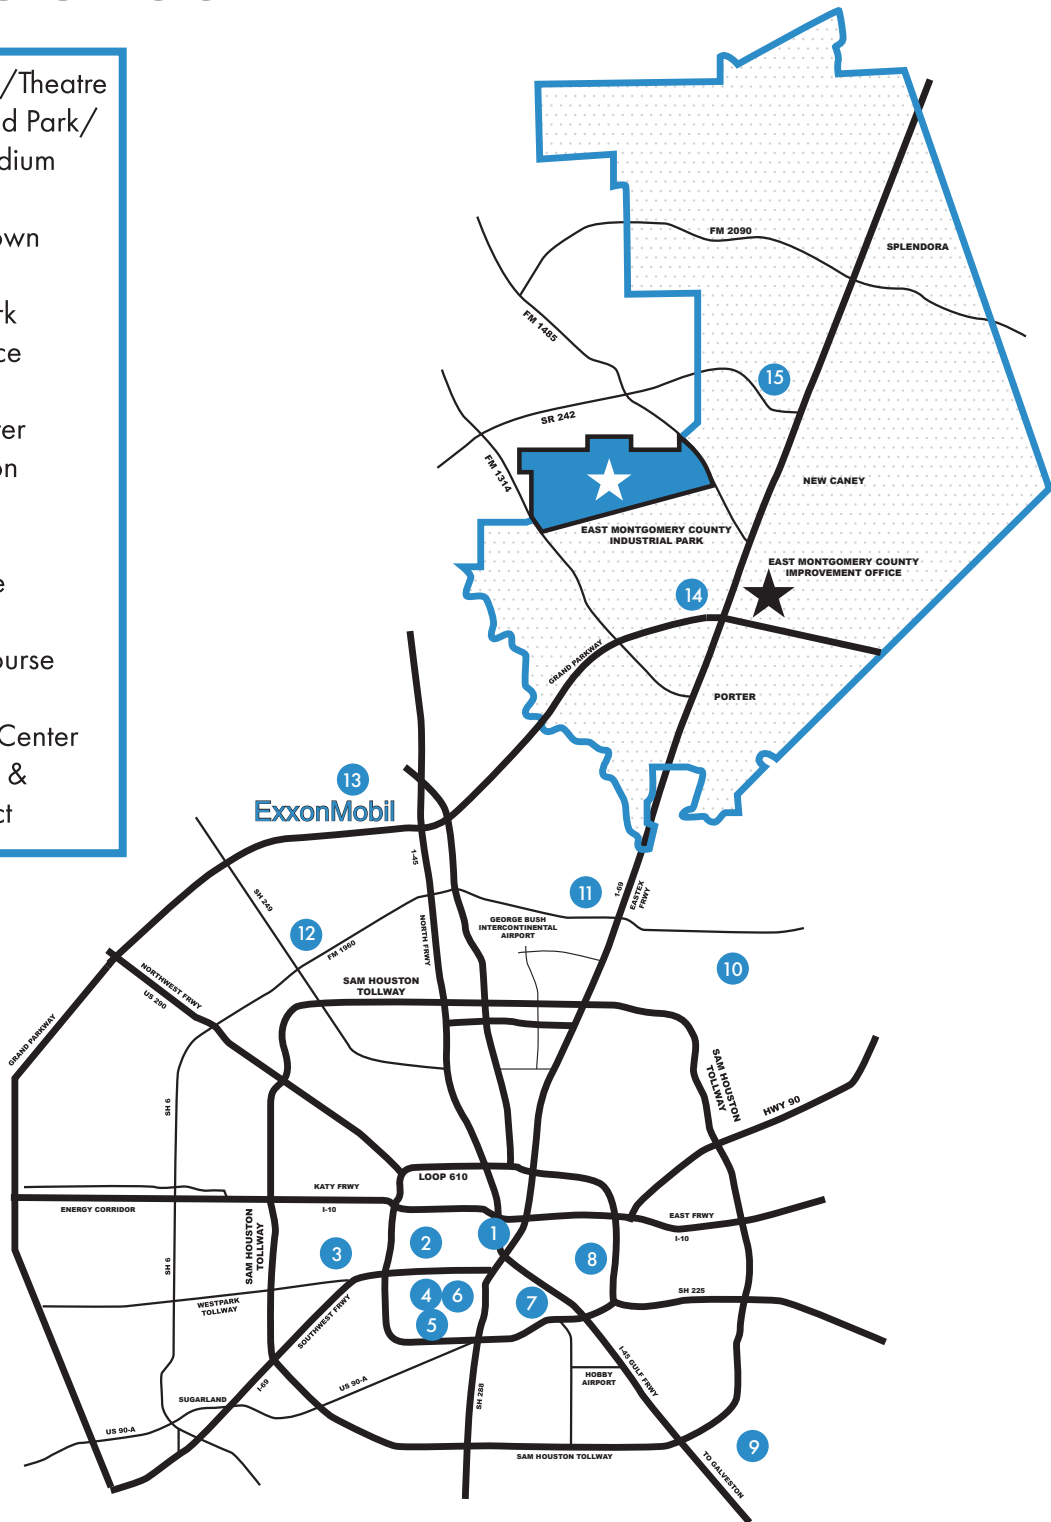 /Theatre
d Park/
dium
own
rk
ce
er
on
e
ourse
Center
&
ct
FM 2090
SPLENDORA
FM 1485
15
SR 242
FM 1314
NEW CANEY
EAST MONTGOMERY COUNTY
INDUSTRIAL PARK
EAST MONTGOMERY COUNTY
IMPROVEMENT OFFICE
14
GRAND PARKWAY
PORTER
13
ExxonMobil
I-45
SH 249
11
I-69
EASTEX
FRWY
12
FM 1960
NORTH FRWY
GEORGE BUSH
INTERCONTINENTAL
AIRPORT
10
NORTHWEST FRWY
US 290
SAM HOUSTON
TOLLWAY
GRAND PARKWAY
SAM HOUSTON
TOLLWAY
SH 6
HWY 90
LOOP 610
KATY FRWY
I-10
ENERGY CORRIDOR
EAST FRWY
I-10
SAM HOUSTON
TOLLWAY
1
2
3
8
SH 6
4
6
7
5
SH 225
WESTPARK
TOLLWAY
SOUTHWEST FRWY
I-45 GULF FRWY
HOBBY
AIRPORT
I-69
US 90-A
SH 288
SUGARLAND
US 90-A
SAM HOUSTON TOLLWAY
9
TO GALVESTON